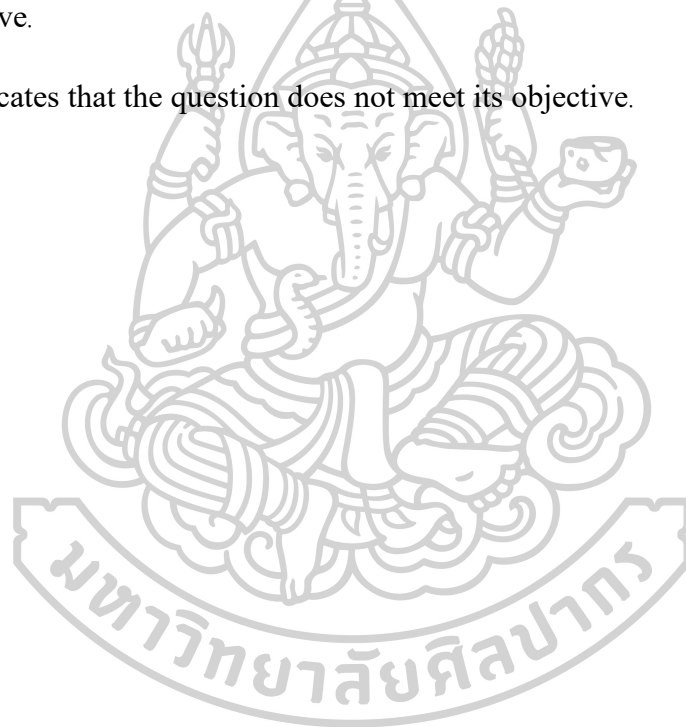 ve.
cates that the question does not meet its objective.
มหาวิทยาลัยศิลปากร